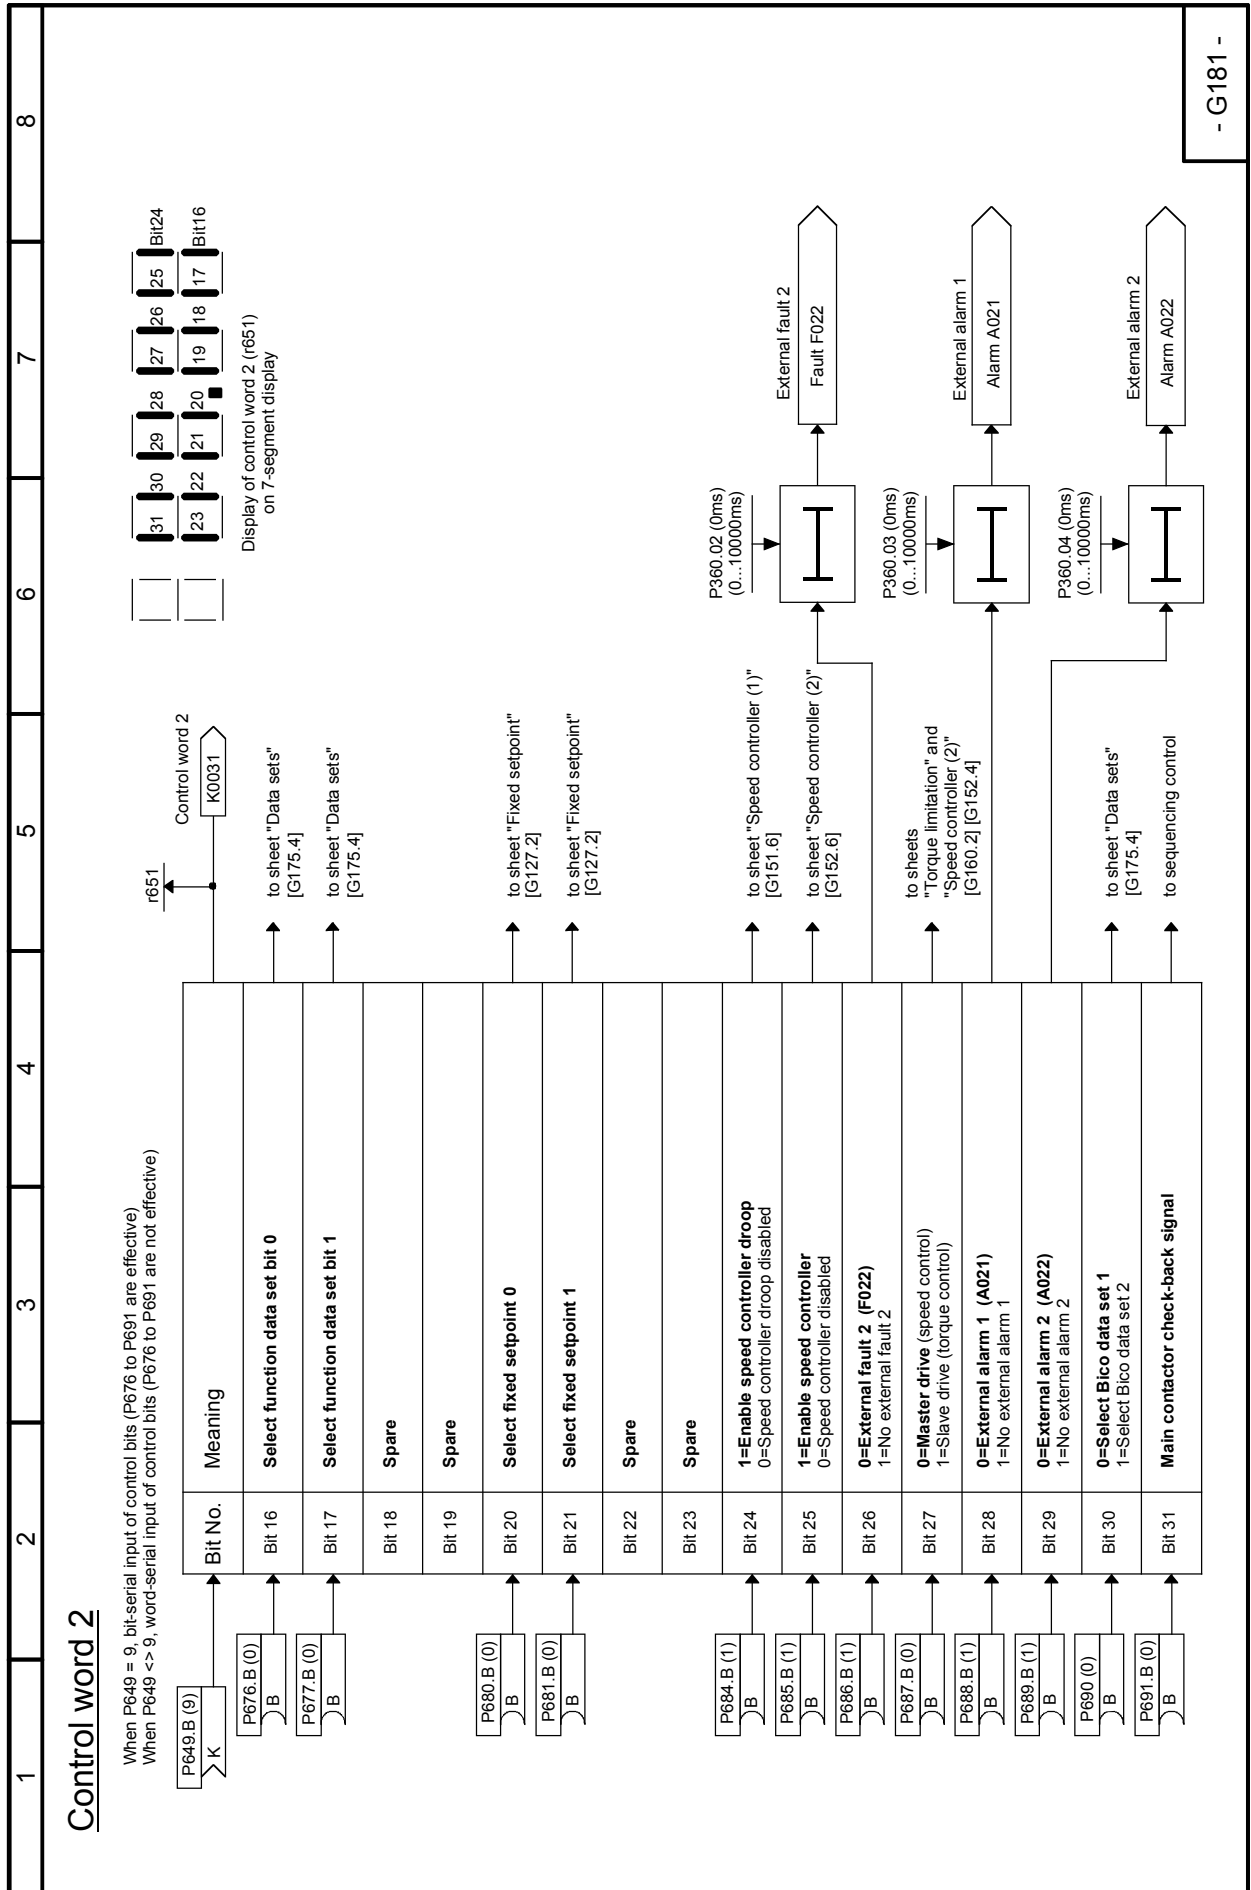 1 2 3 4 5 6 7 8
Control word 2
When P649 = 9, bit-serial input of control bits (P676 to P691 are effective)
When P649 <> 9, word-serial input of control bits (P676 to P691 are not effective)
31 30 29 28 27 26 25 Bit24
23 22 21 20 19 18 17 Bit16
Display of control word 2 (r651)
on 7-segment display
r651
Control word 2
K0031
P649.B (9)
K
Bit No. Meaning
P676.B (0)
B
Bit 16 Select function data set bit 0
to sheet "Data sets"
[G175.4]
P677.B (0)
B
Bit 17 Select function data set bit 1
to sheet "Data sets"
[G175.4]
Bit 18 Spare
Bit 19 Spare
P680.B (0)
B
Bit 20 Select fixed setpoint 0
to sheet "Fixed setpoint"
[G127.2]
P681.B (0)
B
Bit 21 Select fixed setpoint 1
to sheet "Fixed setpoint"
[G127.2]
Bit 22 Spare
Bit 23 Spare
P684.B (1)
B
Bit 24 1=Enable speed controller droop
0=Speed controller droop disabled
to sheet "Speed controller (1)"
[G151.6]
P685.B (1)
B
Bit 25 1=Enable speed controller
0=Speed controller disabled
to sheet "Speed controller (2)"
[G152.6]
P686.B (1)
B
Bit 26 0=External fault 2 (F022)
1=No external fault 2
P360.02 (0ms)
(0...10000ms)
External fault 2
Fault F022
P687.B (0)
B
Bit 27 0=Master drive (speed control)
1=Slave drive (torque control)
to sheets
"Torque limitation" and
"Speed controller (2)"
[G160.2] [G152.4]
P688.B (1)
B
Bit 28 0=External alarm 1 (A021)
1=No external alarm 1
P360.03 (0ms)
(0...10000ms)
External alarm 1
Alarm A021
P689.B (1)
B
Bit 29 0=External alarm 2 (A022)
1=No external alarm 2
P360.04 (0ms)
(0...10000ms)
External alarm 2
Alarm A022
P690 (0)
B
Bit 30 0=Select Bico data set 1
1=Select Bico data set 2
to sheet "Data sets"
[G175.4]
P691.B (0)
B
Bit 31 Main contactor check-back signal
to sequencing control
- G181 -